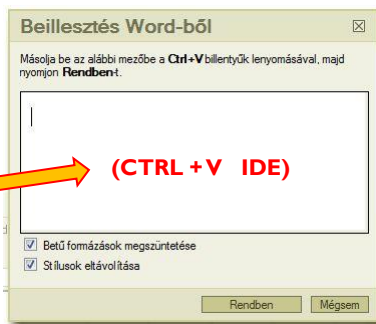 Beillesztés Word-ből
Másolja be az alábbi mezőbe a Ctrl+V billentyűk lenyomásával, majd
nyomjon Rendben-t.
(CTRL + V IDE)
Betű formázások megszüntetése
Stílusok eltávolítása
Rendben Mégsem